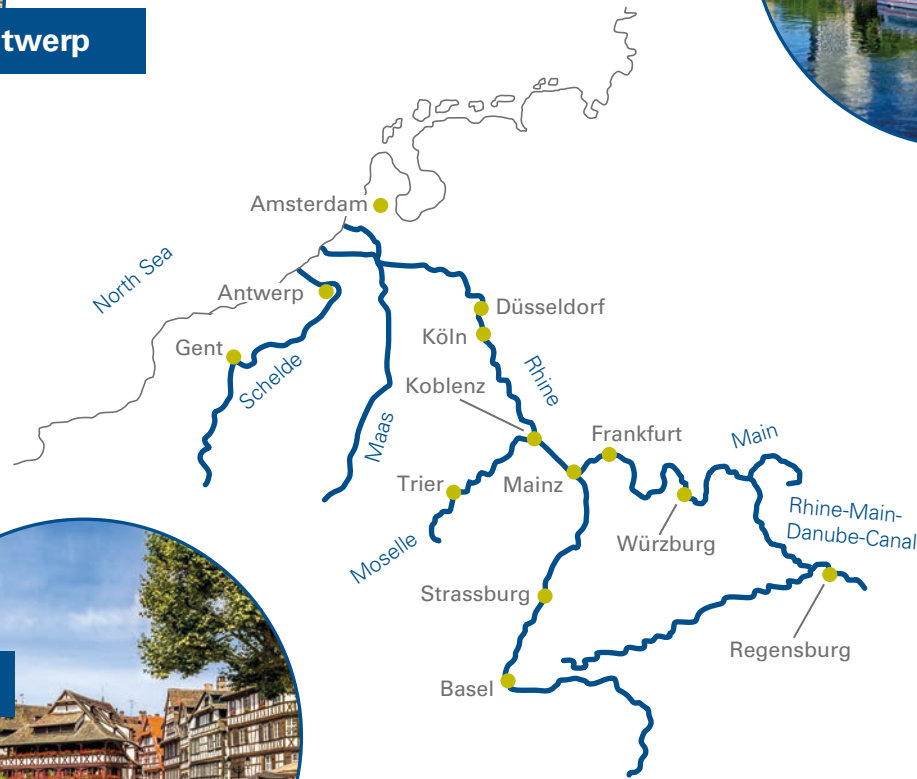 twerp
Amsterdam
North Sea
Antwerp
Düsseldorf
Gent
Köln
Schelde
Rhine
Koblenz
Maas
Frankfurt
Main
Trier
Mainz
Rhine-Main-
Danube-Canal
Würzburg
Moselle
Strassburg
Regensburg
Basel